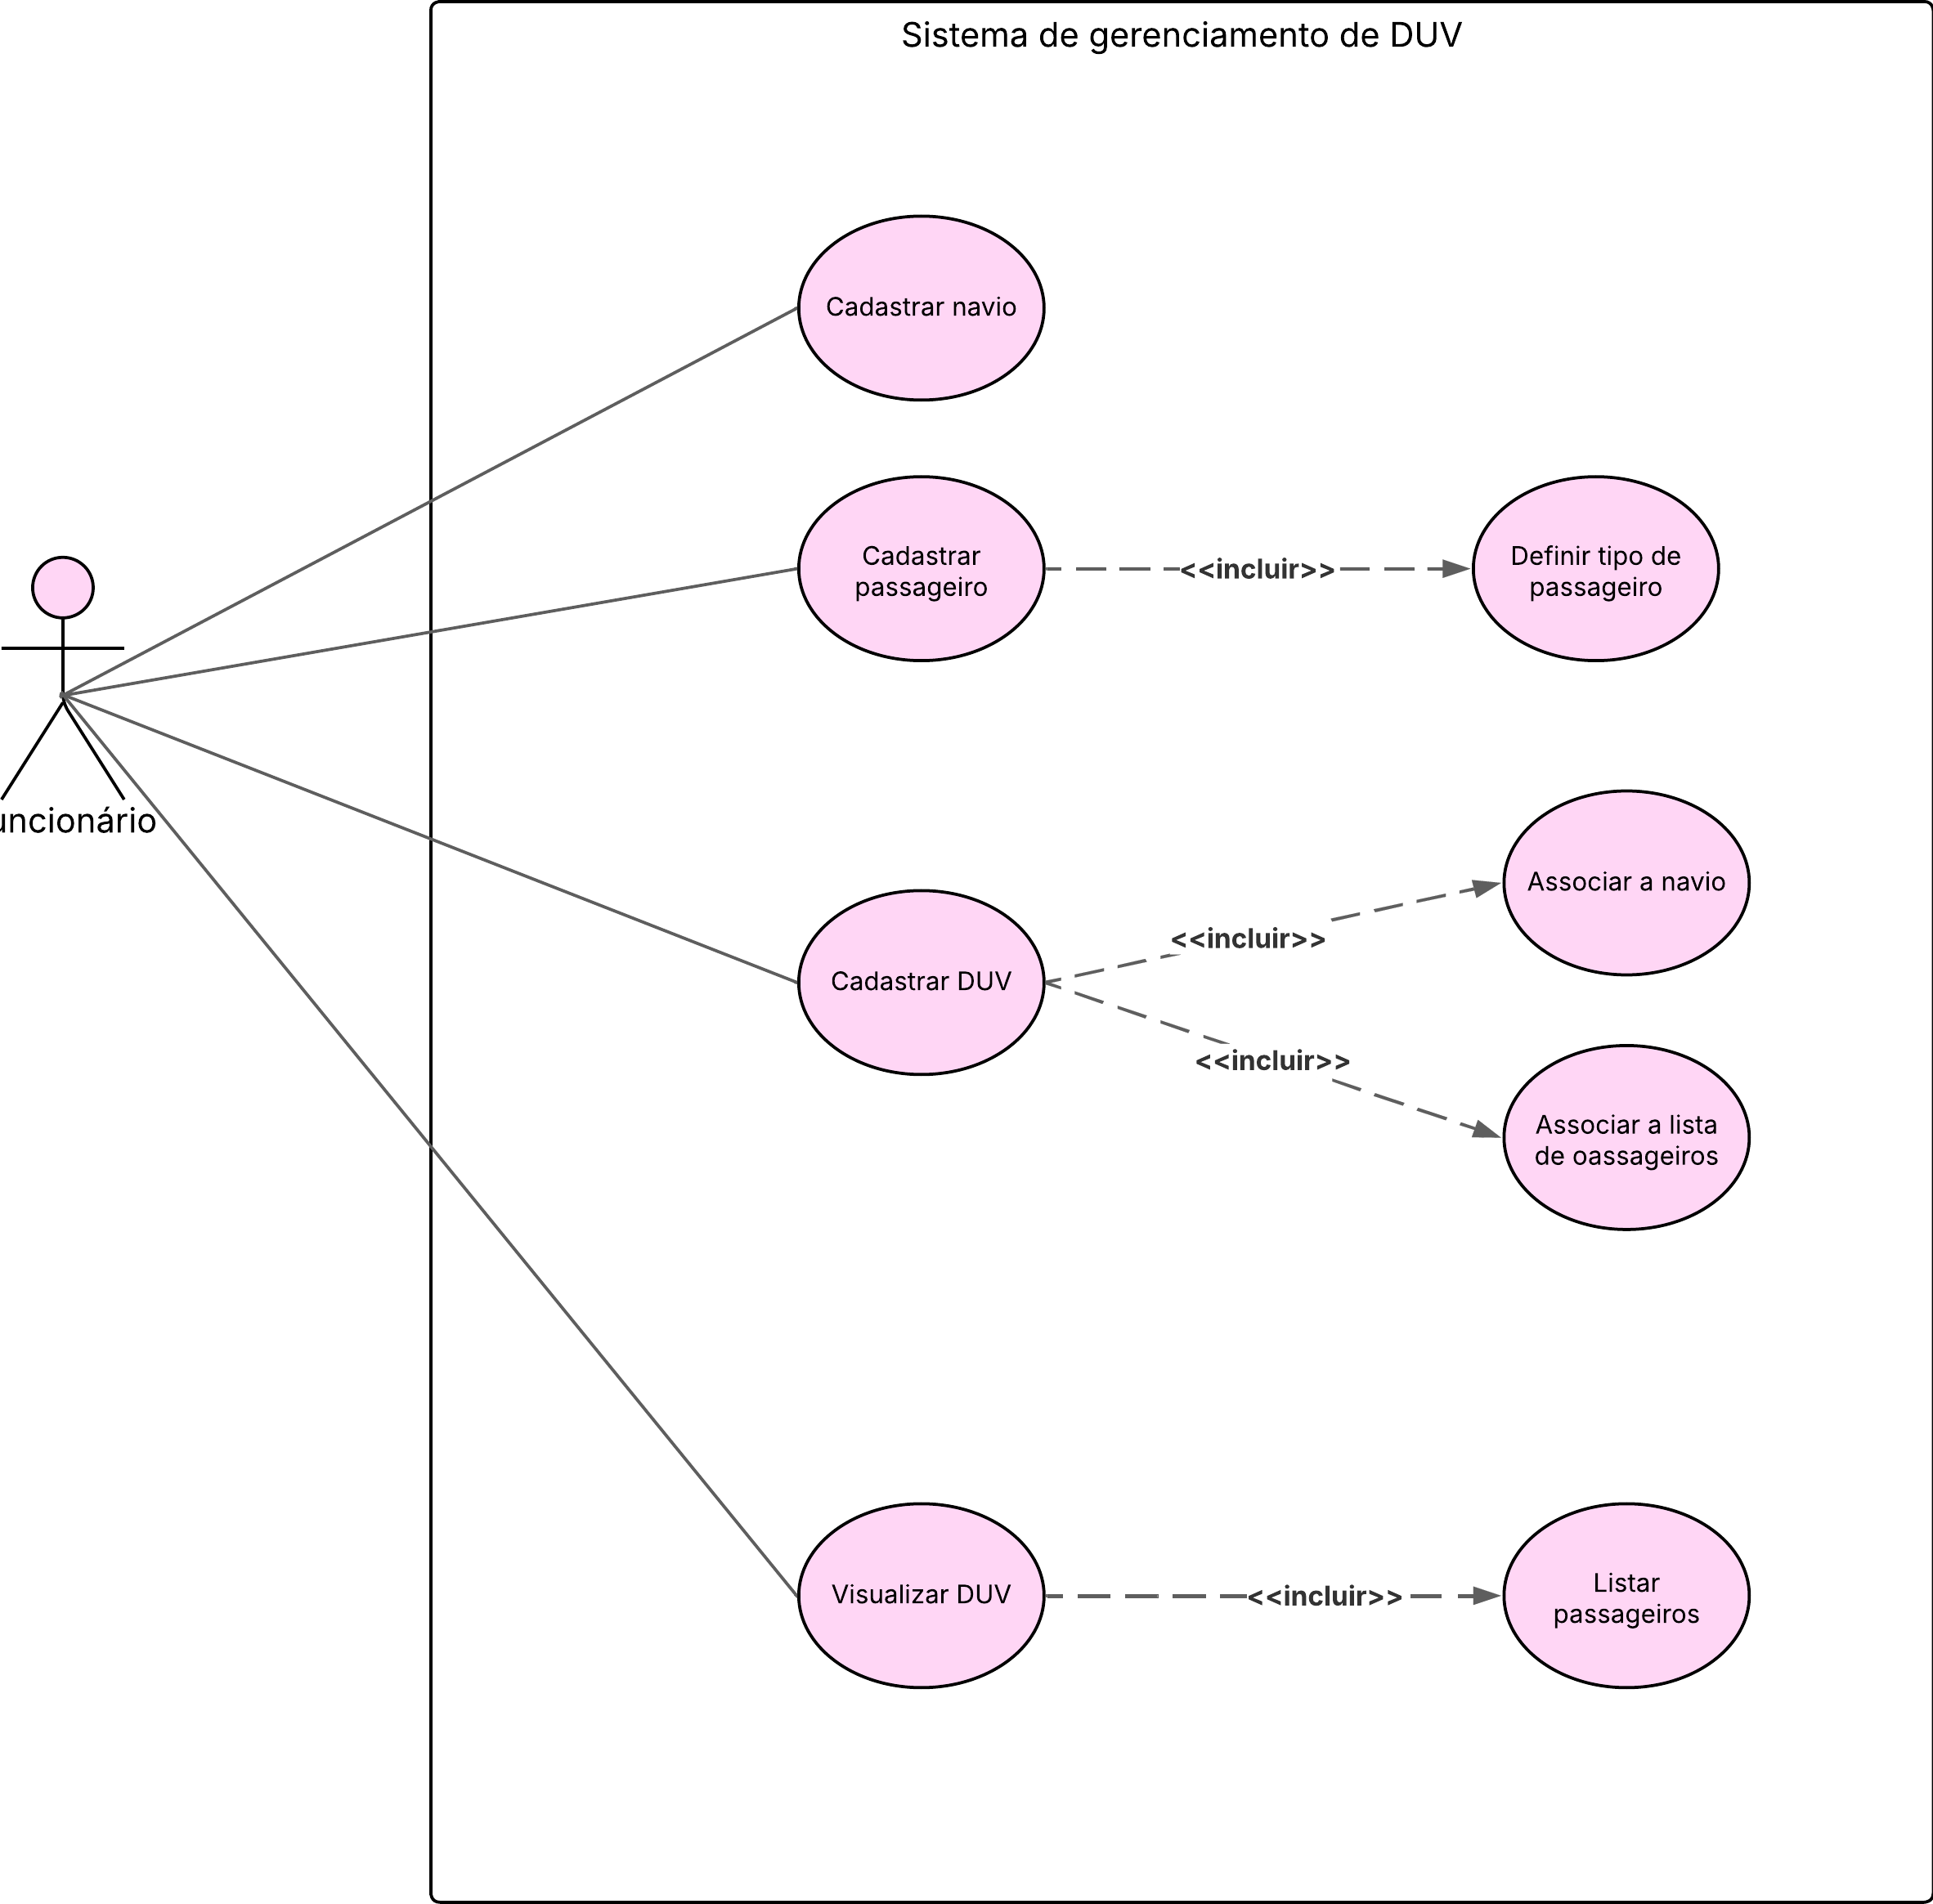 Sistema de gerenciamento de DUV
Cadastrar navio
Cadastrar
passageiro
<<incluir>>
Definir tipo de
passageiro
uncionário
Associar a navio
<<incluir>>
Cadastrar DUV
<<incluir>>
Associar a lista
de oassageiros
Visualizar DUV
<<incluir>>
Listar
passageiros